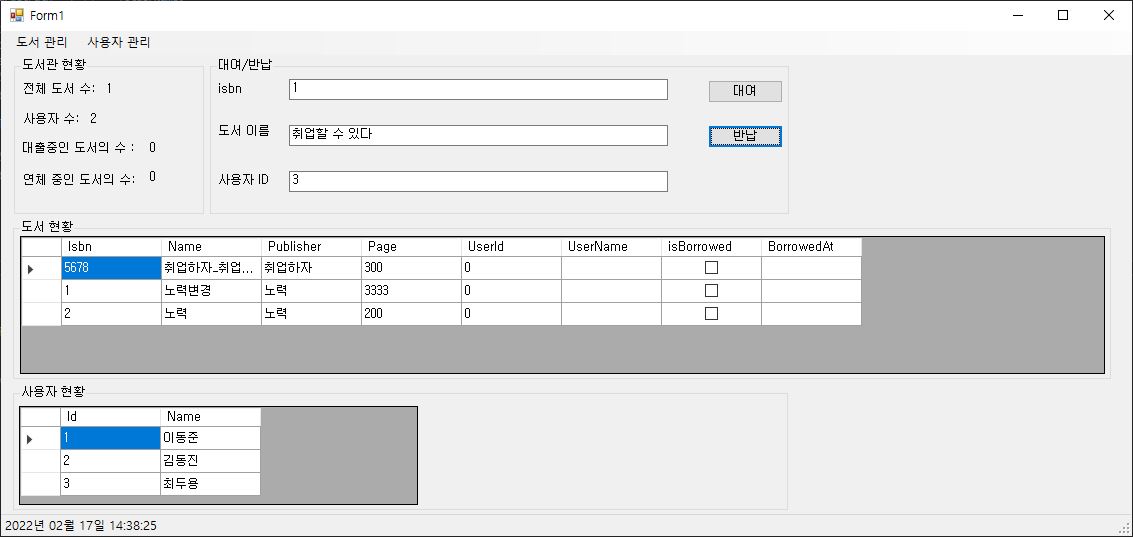 Form1
도서 관리 사용자 관리
도서관 현황
전체 도서 수: 1
사용자 수: 2
대출중인 도서의 수 : 0
연체 중인 도서의 수: 0
대여/반납
isbn 1 대여
도서 이름 취업할 수 있다 반납
사용자 ID 3
도서 현황
Isbn Name Publisher Page UserId UserName isBorrowed BorrowedAt
5678 취업하자_취업... 취업하자 300 0
1 노력변경 노력 3333 0
2 노력 노력 200 0
사용자 현황
Id Name
1 이동준
2 김동진
3 최두용
2022년 02월 17일 14:38:25